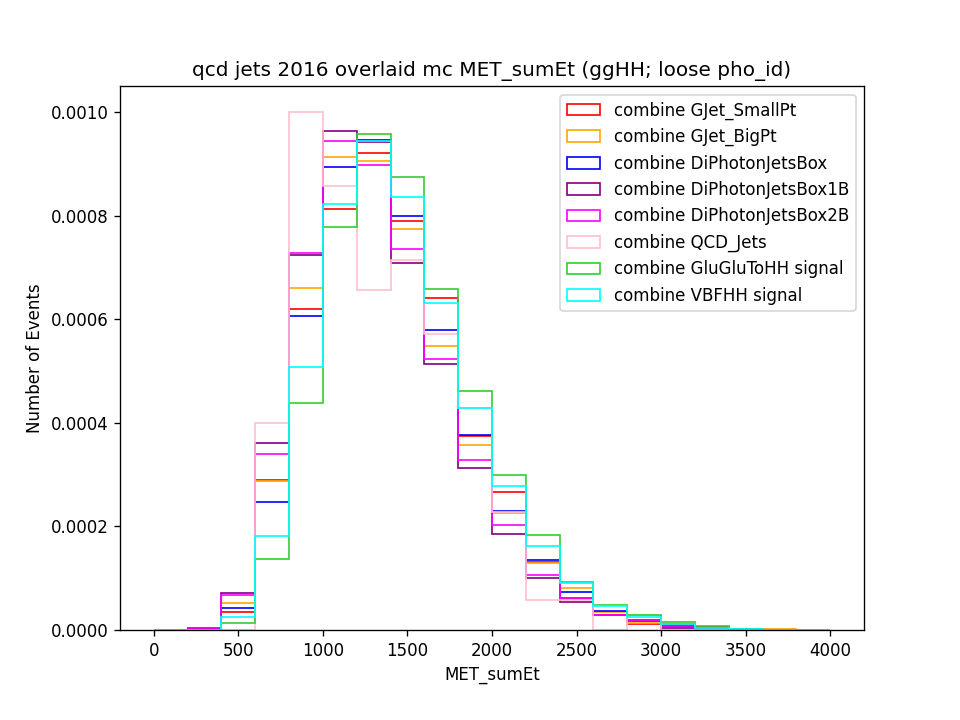 qcd jets 2016 overlaid mc MET_sumEt (ggHH; loose pho_id)
combine GJet_SmallPt
combine GJet_BigPt
combine DiPhotonJetsBox
combine DiPhotonJetsBox1B
combine DiPhotonJetsBox2B
combine QCD_Jets
combine GluGluToHH signal
combine VBFHH signal
Number of Events
0.0010
0.0008
0.0006
0.0004
0.0002
0.0000
0 500 1000 1500 2000 2500 3000 3500 4000
MET_sumEt